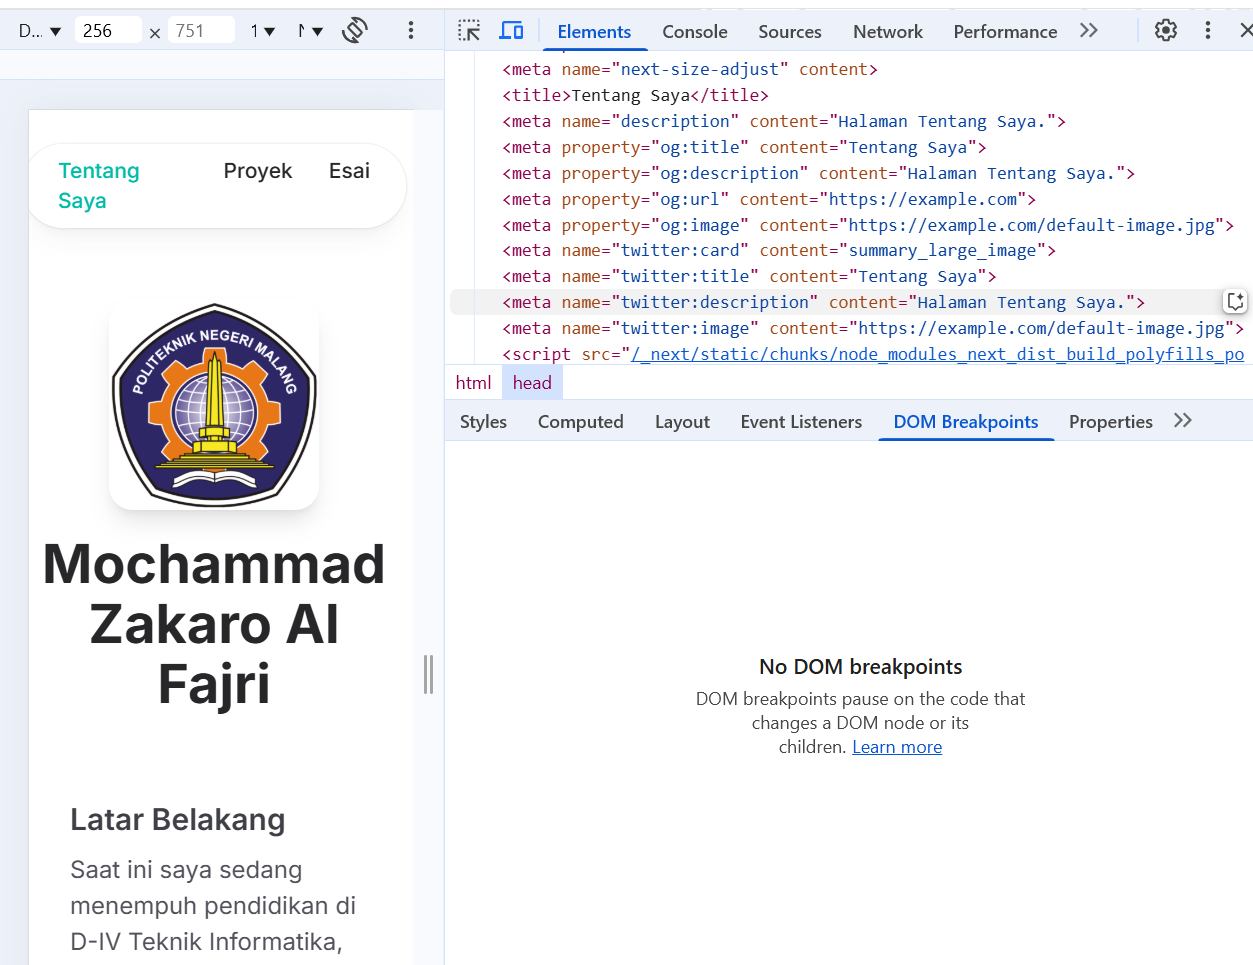 D... ▼ 256 × 751 1 ▼ ▼
Elements Console Sources Network Performance
<meta name="next-size-adjust" content>
<title>Tentang Saya</title>
<meta name="description" content="Halaman Tentang Saya.">
<meta property="og:title" content="Tentang Saya">
<meta property="og:description" content="Halaman Tentang Saya.">
<meta property="og:url" content="https://example.com">
<meta property="og:image" content="https://example.com/default-image.jpg">
<meta name="twitter:card" content="summary_large_image">
<meta name="twitter:title" content="Tentang Saya">
<meta name="twitter:description" content="Halaman Tentang Saya.">
<meta name="twitter:image" content="https://example.com/default-image.jpg">
<script src="/_next/static/chunks/node_modules_next_dist_build_polyfills_po
html head
Styles Computed Layout Event Listeners DOM Breakpoints Properties
No DOM breakpoints
DOM breakpoints pause on the code that
changes a DOM node or its
children. Learn more
Tentang Saya Proyek Esai
POLITEKNIK NEGERI MALANG
Mochammad
Zakaro Al
Fajri
Latar Belakang
Saat ini saya sedang
menempuh pendidikan di
D-IV Teknik Informatika,